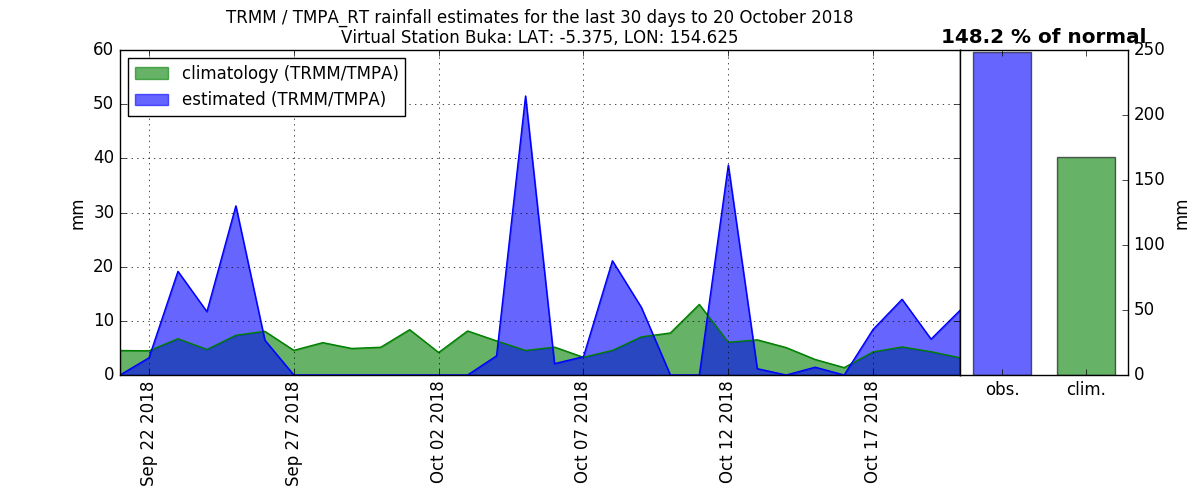 TRMM / TMPA_RT rainfall estimates for the last 30 days to 20 October 2018
Virtual Station Buka: LAT: -5.375, LON: 154.625
148.2 % of normal
climatology (TRMM/TMPA)
estimated (TRMM/TMPA)
60
50
40
30
20
10
0
mm
Sep 22 2018
Sep 27 2018
Oct 02 2018
Oct 07 2018
Oct 12 2018
Oct 17 2018
obs.
clim.
250
200
150
100
50
0
mm